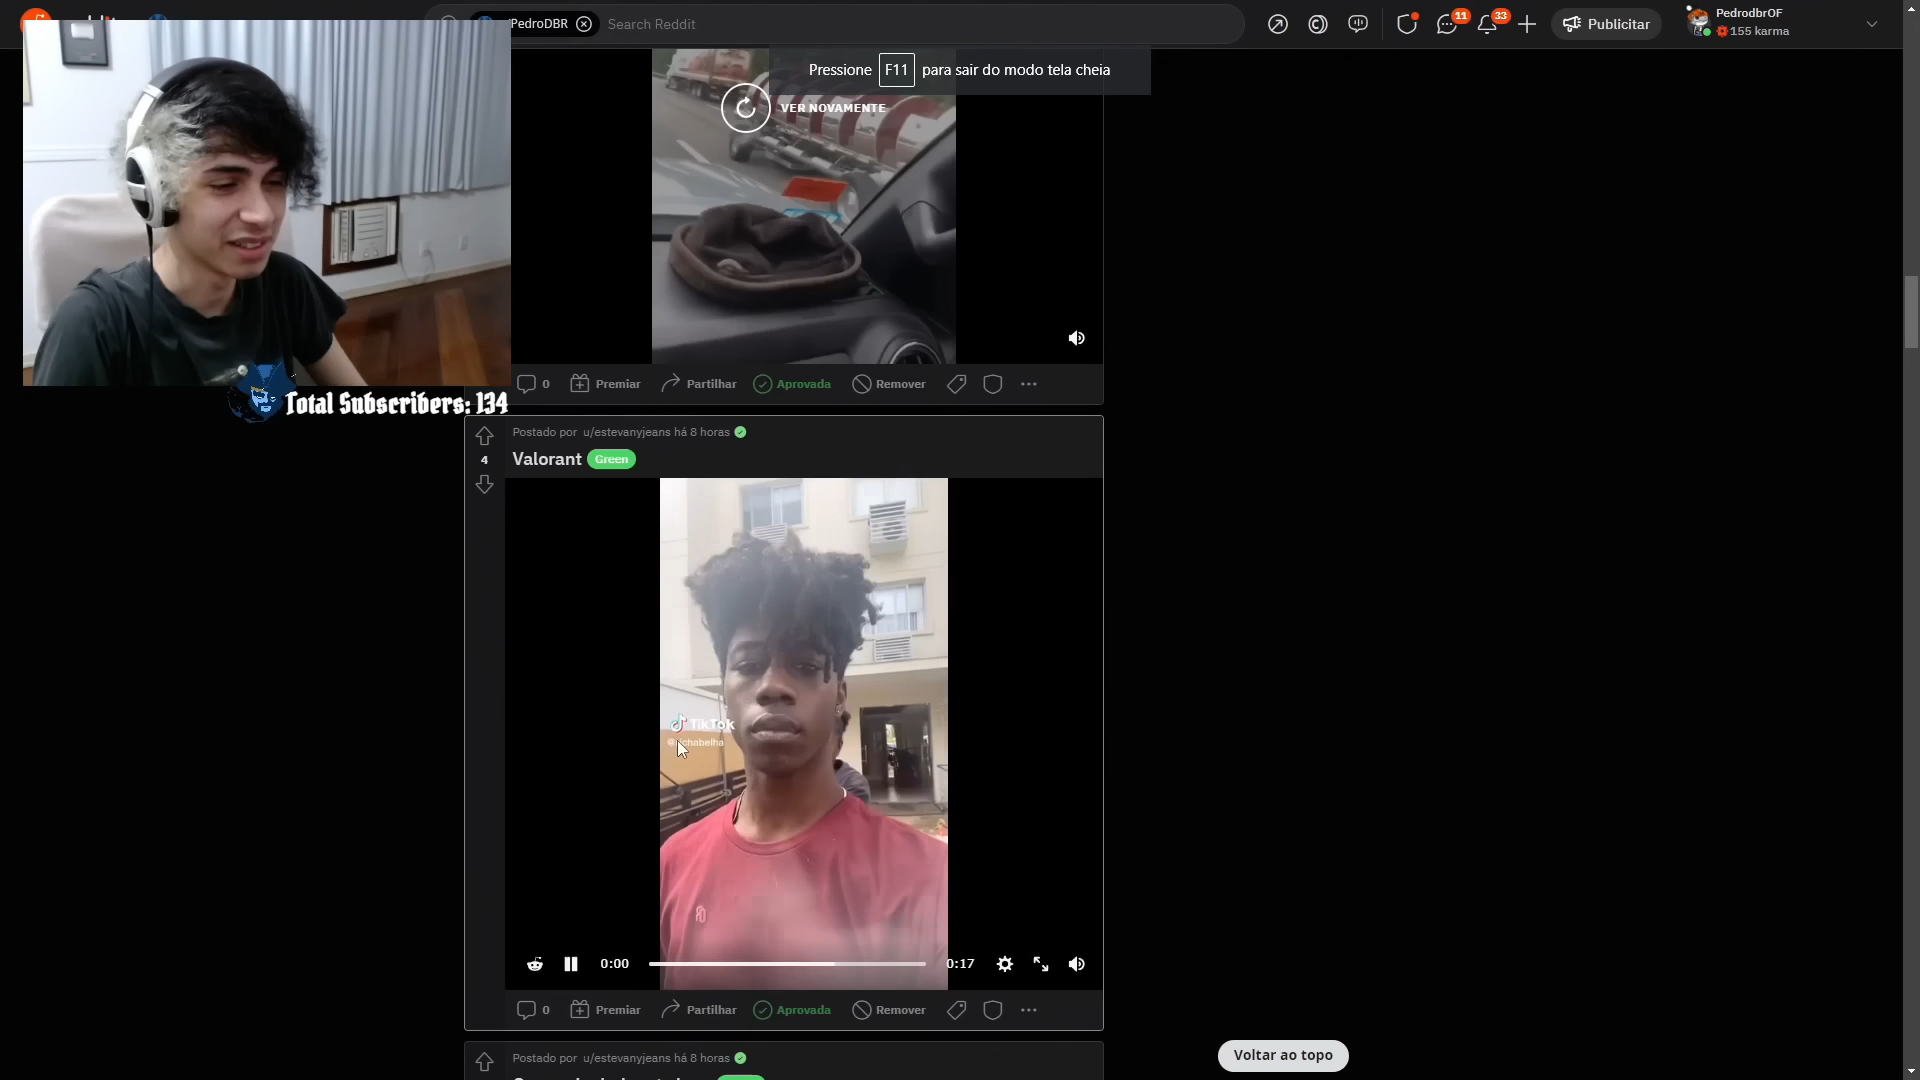 /PedroDBR
Search Reddit
11
33
Publicitar
PedrodbrOF
155 karma
Pressione F11 para sair do modo tela cheia
VER NOVAMENTE
0 Premiar Partilhar Aprovada Remover
Total Subscribers: 134
Postado por u/estevanyjeans há 8 horas
4
Valorant Green
TikTok
0:00
0:17
0 Premiar Partilhar Aprovada Remover
Postado por u/estevanyjeans há 8 horas
Voltar ao topo